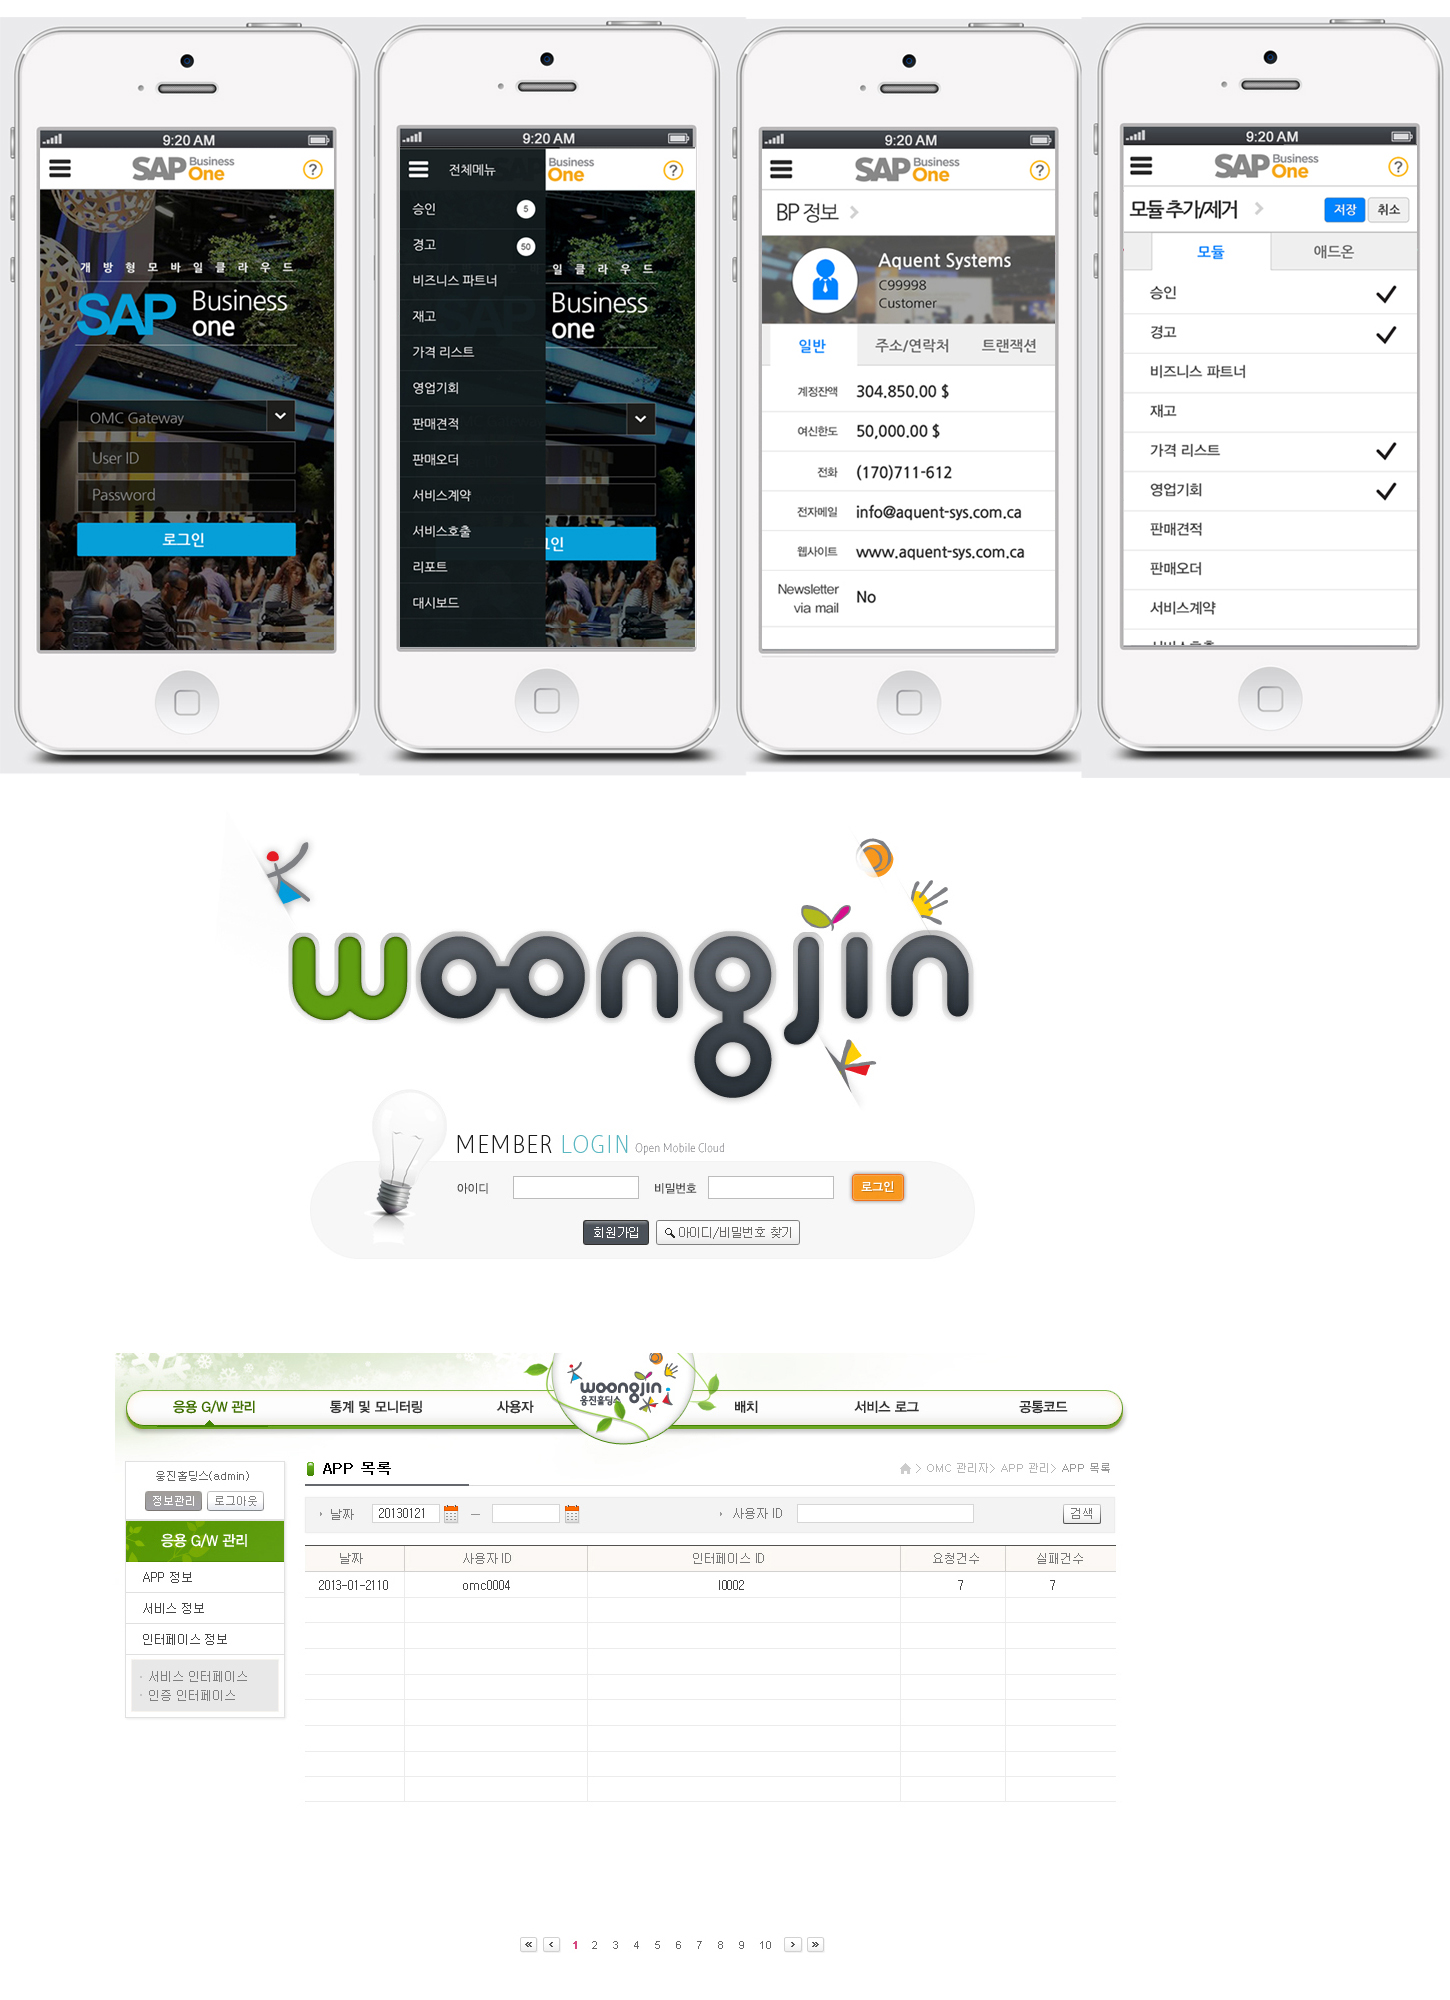 9:20 AM
SAP Business One
?
개 방 형 모 바 일 클 라 우 드
SAP Business one
OMC Gateway
User ID
Password
로그인
9:20 AM
전체메뉴
Business One
?
승인 5
경고 50
비즈니스 파트너
재고
가격 리스트
영업기회
판매견적
판매오더
서비스계약
서비스호출
리포트
대시보드
일 클 라 우 드
Business one
그인
9:20 AM
SAP Business One
?
BP 정보
Aquent Systems
C99998
Customer
일반 주소/연락처 트랜잭션
계정잔액 304.850.00 $
여신한도 50,000.00 $
전화 (170)711-612
전자메일 info@aquent-sys.com.ca
웹사이트 www.aquent-sys.com.ca
Newsletter via mail No
9:20 AM
SAP Business One
?
모듈 추가/제거 저장 취소
모듈 애드온
승인
경고
비즈니스 파트너
재고
가격 리스트
영업기회
판매견적
판매오더
서비스계약
woongjin
MEMBER LOGIN Open Mobile Cloud
아이디 비밀번호 로그인
회원가입 아이디/비밀번호 찾기
woongjin
웅진홀딩스
응용 G/W 관리 통계 및 모니터링 사용자 배치 서비스 로그 공통코드
웅진홀딩스(admin)
정보관리 로그아웃
응용 G/W 관리
APP 정보
서비스 정보
인터페이스 정보
· 서비스 인터페이스
· 인증 인터페이스
APP 목록
> OMC 관리자> APP 관리> APP 목록
날짜 20130121 – 사용자 ID 검색
날짜 사용자 ID 인터페이스 ID 요청건수 실패건수
2013-01-2110 omc0004 I0002 7 7
« ‹ 1 2 3 4 5 6 7 8 9 10 › »